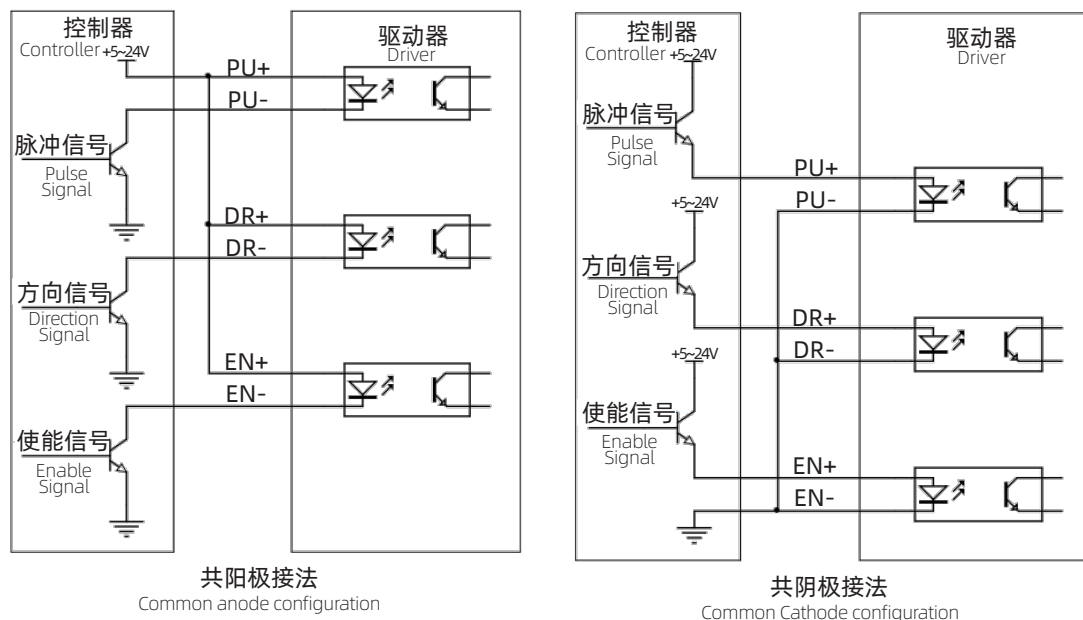 控制器
Controller +5~24V
驱动器
Driver
PU+
PU-
脉冲信号
Pulse
Signal
DR+
DR-
方向信号
Direction
Signal
EN+
EN-
使能信号
Enable
Signal
共阳极接法
Common anode configuration
控制器
Controller +5~24V
驱动器
Driver
脉冲信号
Pulse
Signal
PU+
PU-
+5~24V
方向信号
Direction
Signal
DR+
DR-
+5~24V
使能信号
Enable
Signal
EN+
EN-
共阴极接法
Common Cathode configuration